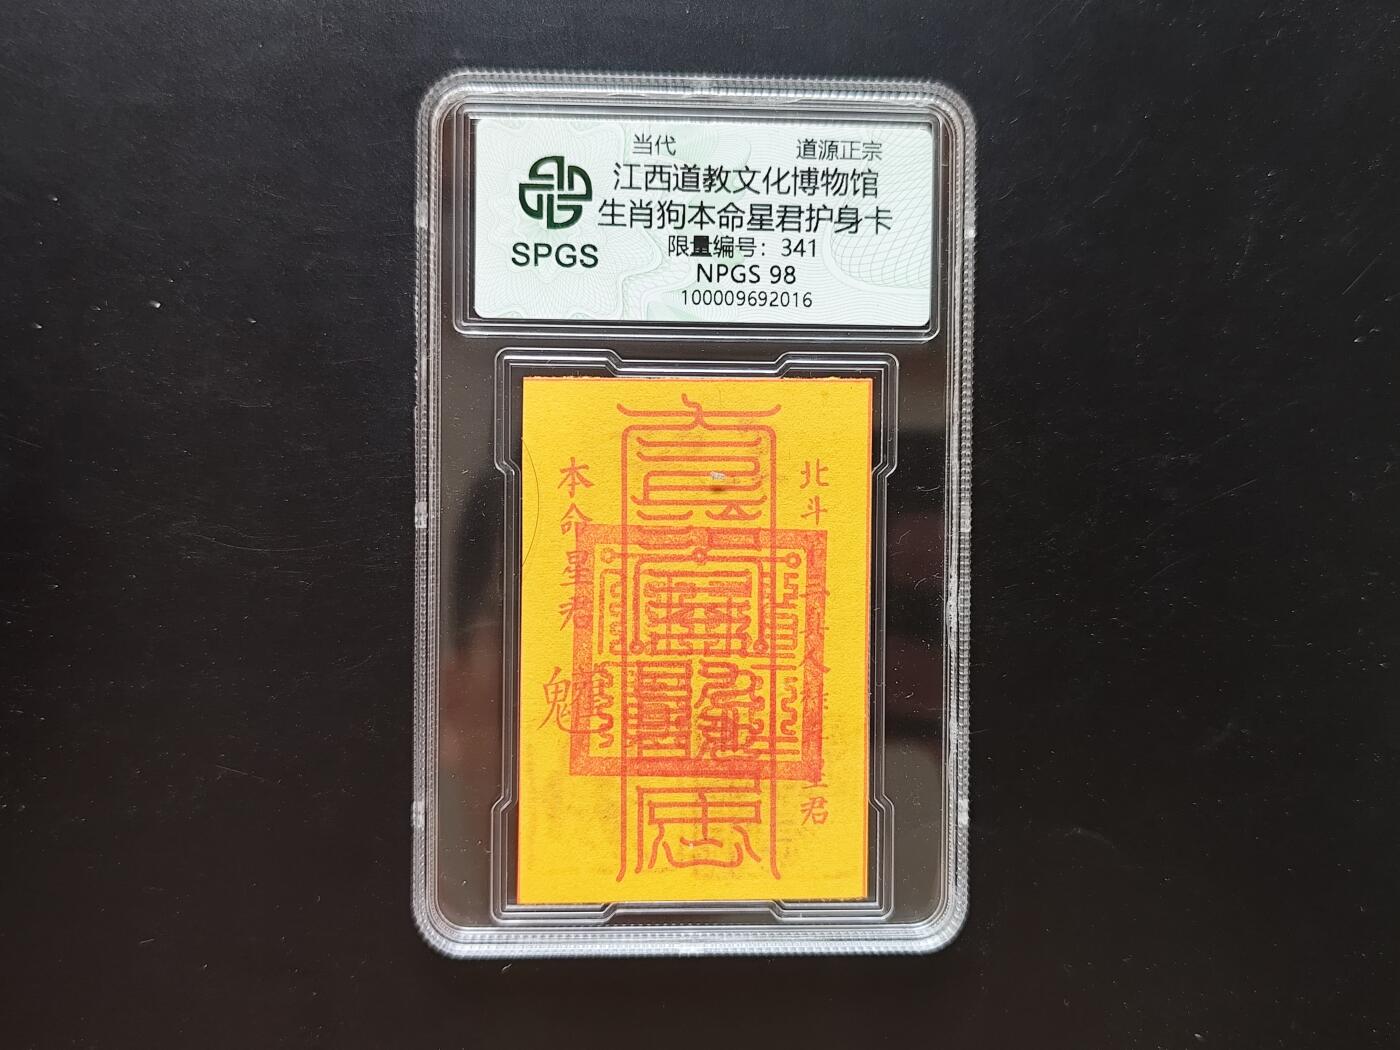 当代 道源正宗
江西道教文化博物馆
生肖狗本命星君护身卡
限量编号：341
NPGS 98
100009692016
SPGS
北斗
星君
本命星君